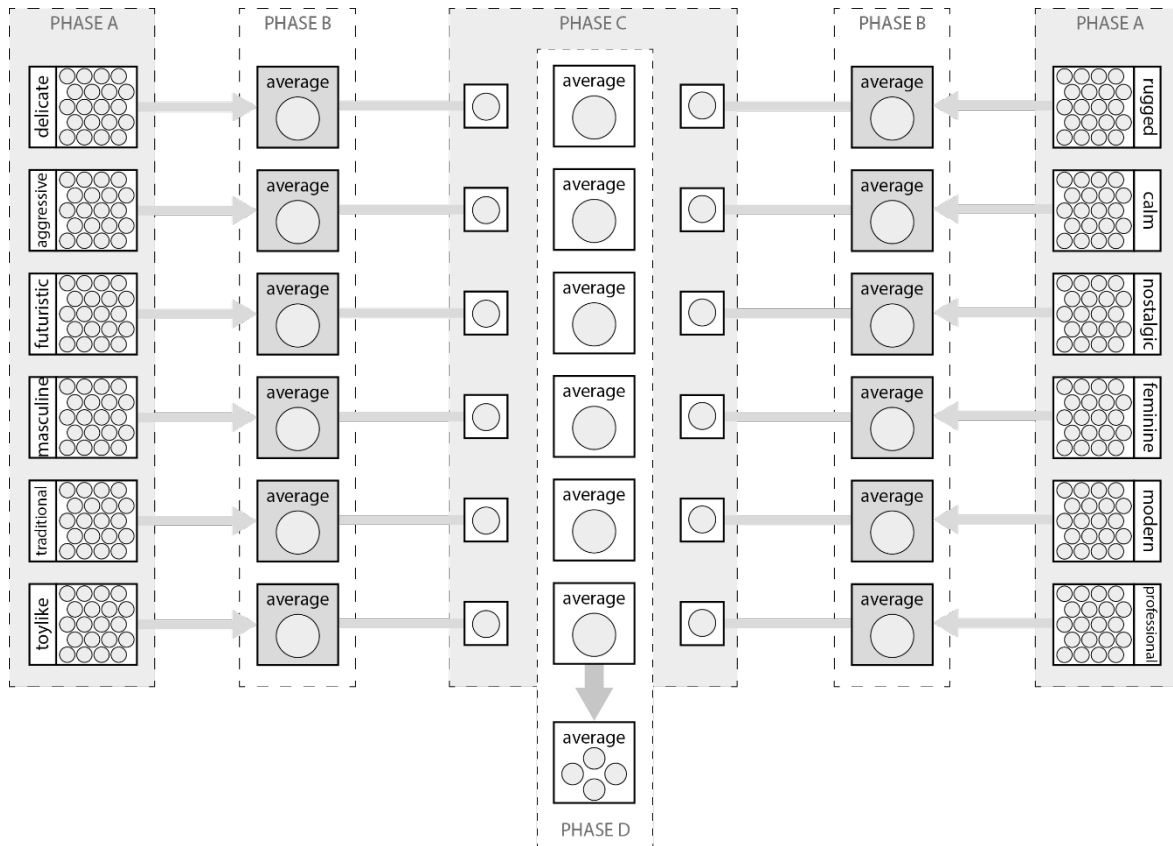 PHASE A
PHASE B
PHASE C
PHASE B
PHASE A
delicate
average
average
average
rugged
aggressive
average
average
average
calm
futuristic
average
average
average
nostalgic
masculine
average
average
average
feminine
traditional
average
average
average
modern
toylike
average
average
average
professional
average
PHASE D